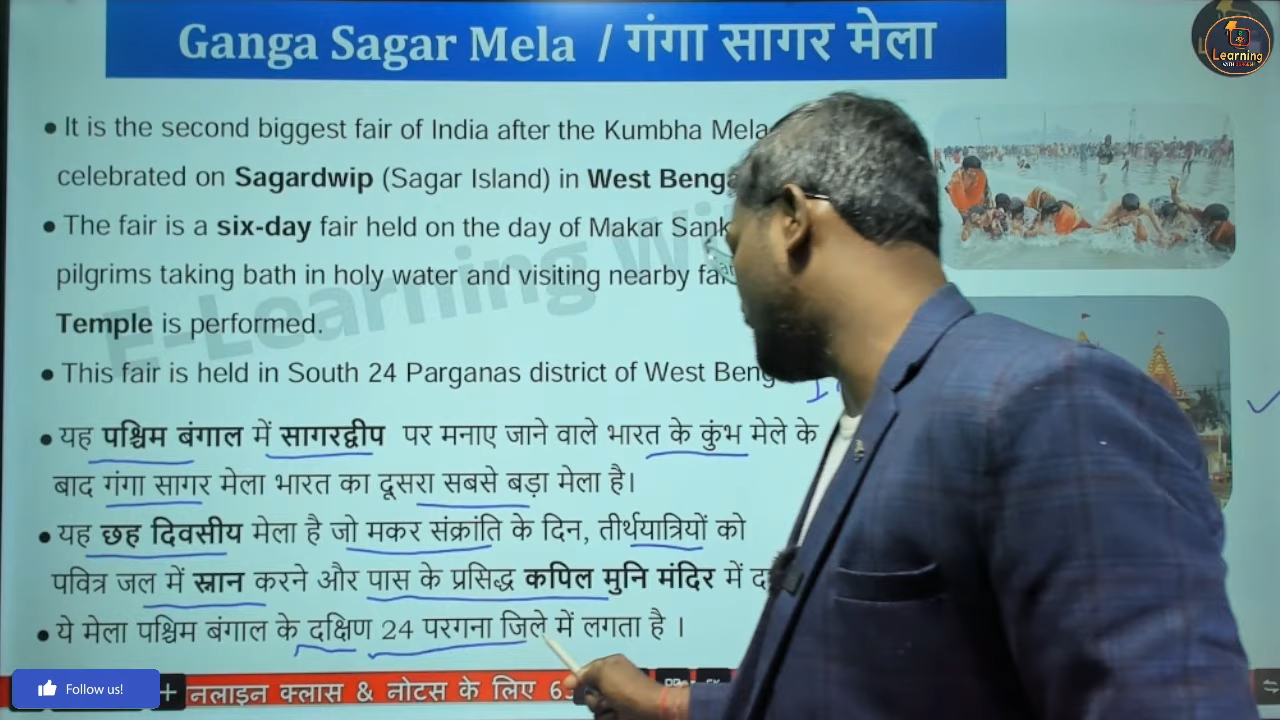 Ganga Sagar Mela / गंगा सागर मेला
Learning
• It is the second biggest fair of India after the Kumbha Mela
celebrated on Sagardwip (Sagar Island) in West
• The fair is a six-day fair held on the day of Makar
pilgrims taking bath in holy water and visiting nearby
Temple is performed.
E-Learning
• This fair is held in South 24 Parganas district of West
• यह पश्चिम बंगाल में सागरद्वीप पर मनाए जाने वाले भारत के कुंभ मेले के
बाद गंगा सागर मेला भारत का दूसरा सबसे बड़ा मेला है।
• यह छह दिवसीय मेला है जो मकर संक्रांति के दिन, तीर्थयात्रियों को
पवित्र जल में स्नान करने और पास के प्रसिद्ध कपिल मुनि मंदिर में
• ये मेला पश्चिम बंगाल के दक्षिण 24 परगना जिले में लगता है ।
Follow us!
नलाइन क्लास & नोटस के लिए